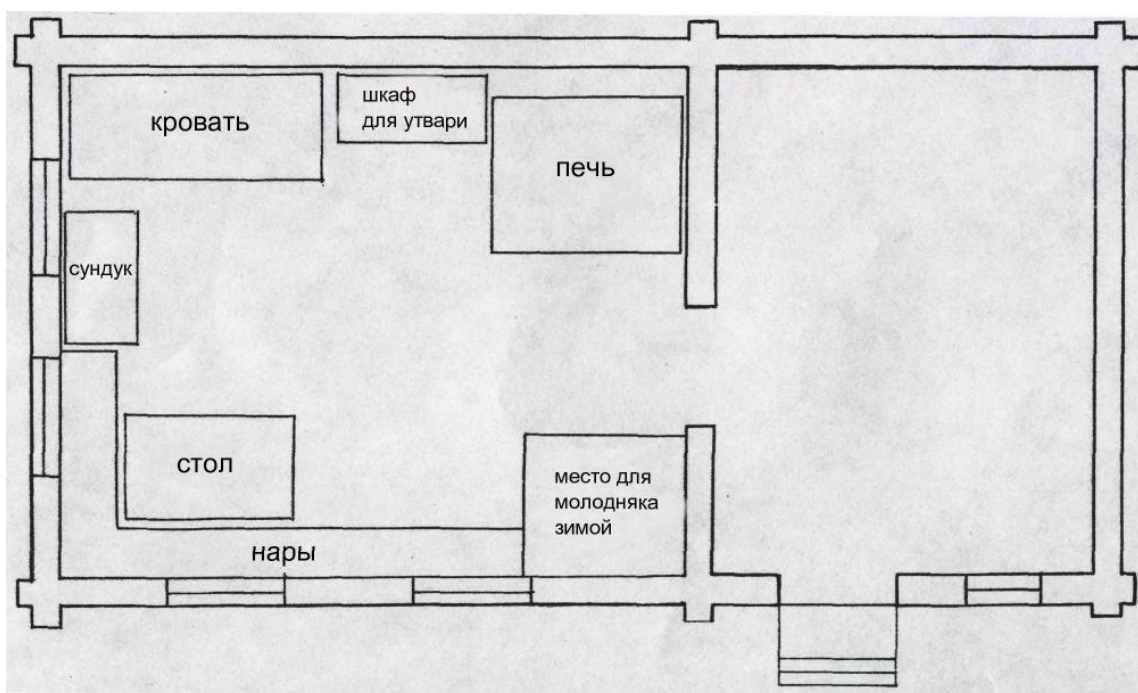 кровать
шкаф
для утвари
печь
сундук
стол
место для
молодняка
зимой
нары